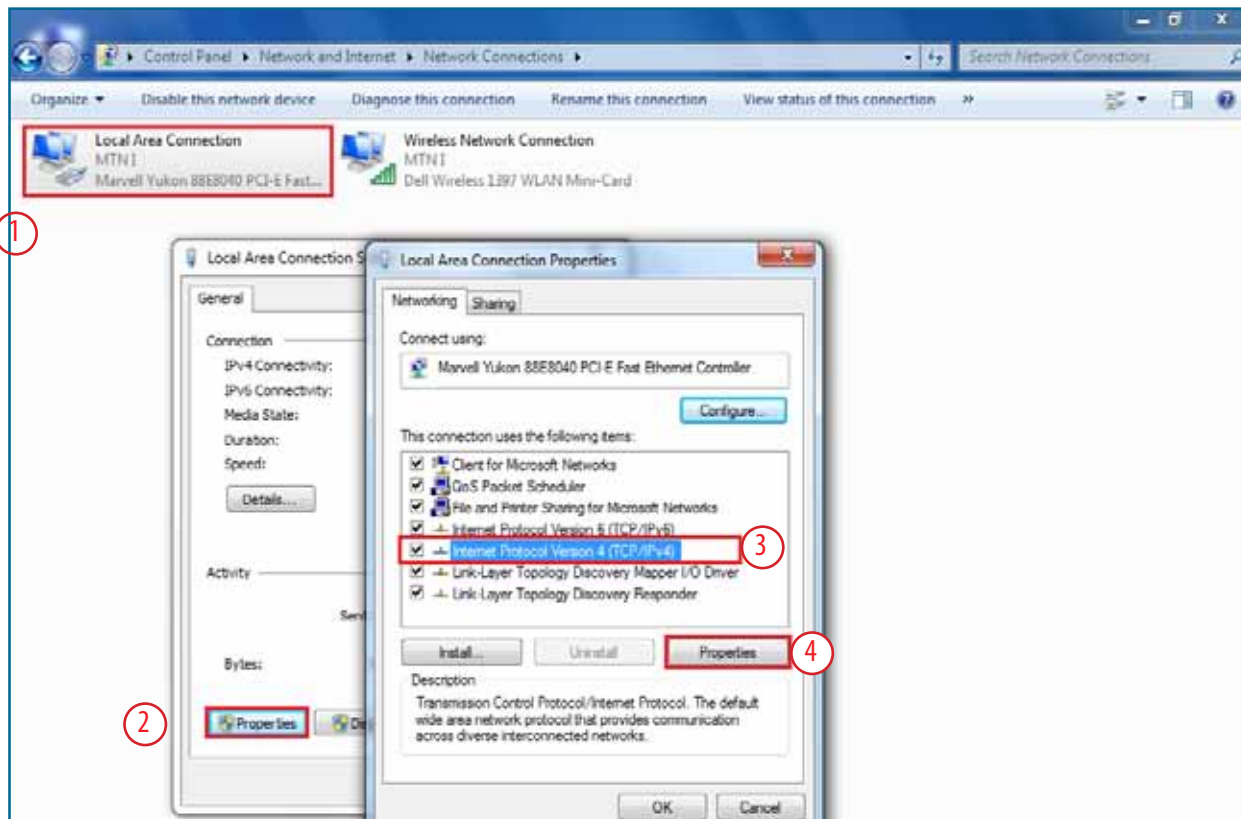 Control Panel ▸ Network and Internet ▸ Network Connections ▸
Search Network Connections
Organize ▾ Disable this network device Diagnose this connection Rename this connection View status of this connection »
Local Area Connection
MTN I
Marvell Yukon 88E8040 PCI-E Fast...
Wireless Network Connection
MTN I
Dell Wireless 1397 WLAN Mini-Card
1
Local Area Connection S
General
Connection
IPv4 Connectivity:
IPv6 Connectivity:
Media State:
Duration:
Speed:
Details...
Activity
Sent
Bytes:
2
Properties
Local Area Connection Properties
Networking
Sharing
Connect using:
Marvell Yukon 88E8040 PCI-E Fast Ethernet Controller
Configure...
This connection uses the following items:
Client for Microsoft Networks
QoS Packet Scheduler
File and Printer Sharing for Microsoft Networks
Internet Protocol Version 6 (TCP/IPv6)
Internet Protocol Version 4 (TCP/IPv4)
3
Link-Layer Topology Discovery Mapper I/O Driver
Link-Layer Topology Discovery Responder
Install...
Uninstall
Properties
4
Description
Transmission Control Protocol/Internet Protocol. The default
wide area network protocol that provides communication
across diverse interconnected networks.
OK
Cancel